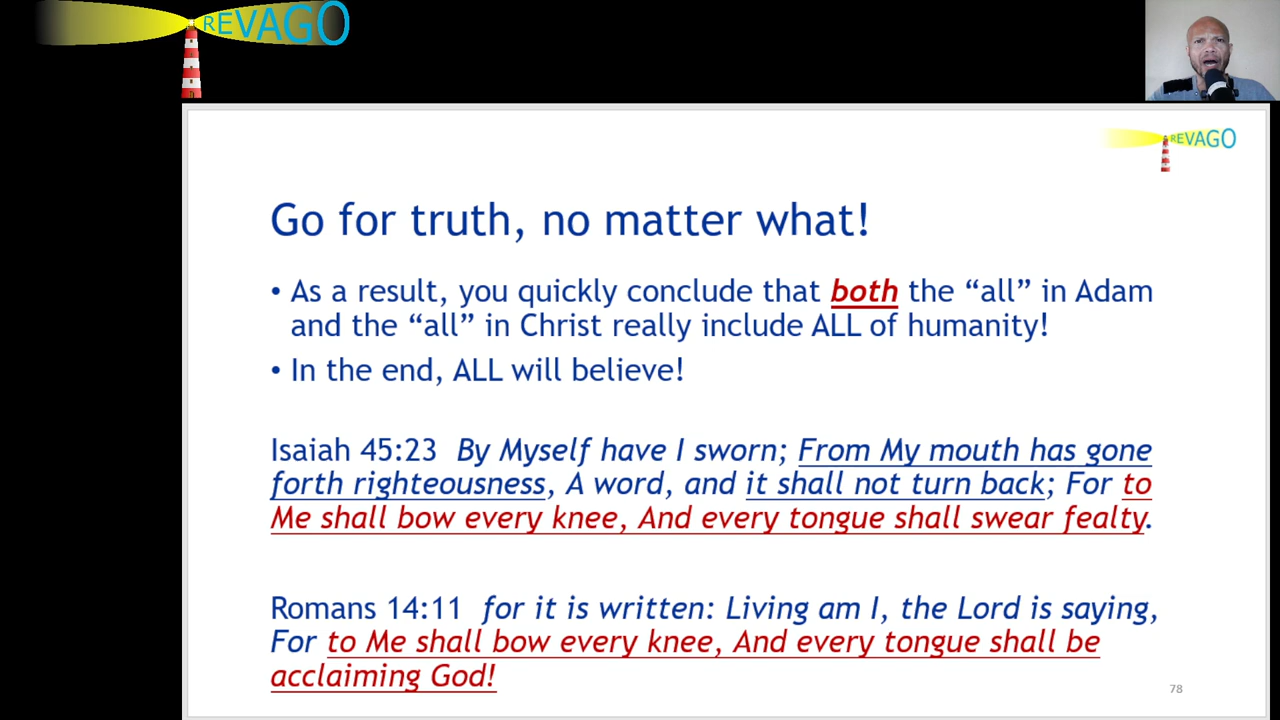 REVAGO
REVAGO
Go for truth, no matter what!
• As a result, you quickly conclude that both the “all” in Adam
and the “all” in Christ really include ALL of humanity!
• In the end, ALL will believe!
Isaiah 45:23 By Myself have I sworn; From My mouth has gone
forth righteousness, A word, and it shall not turn back; For to
Me shall bow every knee, And every tongue shall swear fealty.
Romans 14:11 for it is written: Living am I, the Lord is saying,
For to Me shall bow every knee, And every tongue shall be
acclaiming God!
78